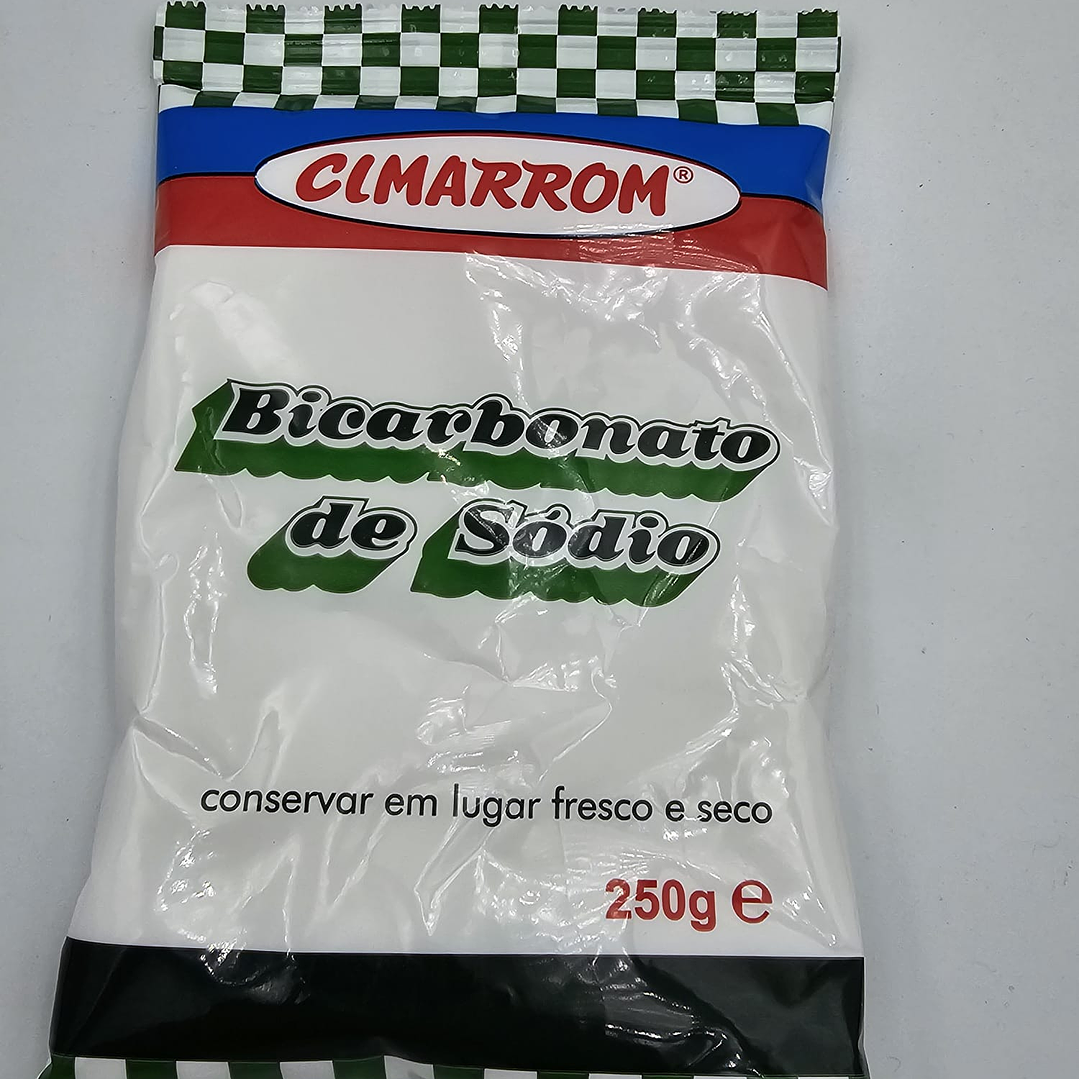 CIMARROM®
Bicarbonato
de Sódio
conservar em lugar fresco e seco
250g ℮